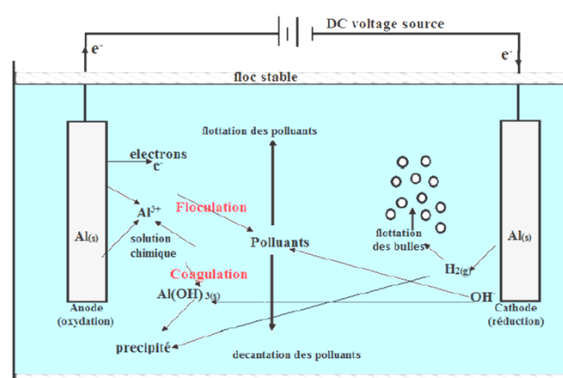 DC voltage source
e-
e-
floc stable
flottation des polluants
electrons
e-
Floculation
Al3+
Al(s)
solution
chimique
Polluants
flottation
des bulles
Al(s)
H2(g)
Coagulation
Al(OH) 3(s)
OH-
Anode
(oxydation)
Cathode
(réduction)
precipité
decantation des polluants